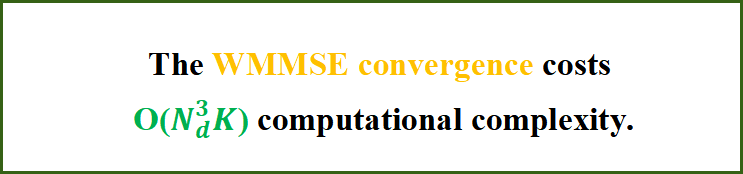 The WMMSE convergence costs
O(N_d^3 K) computational complexity.